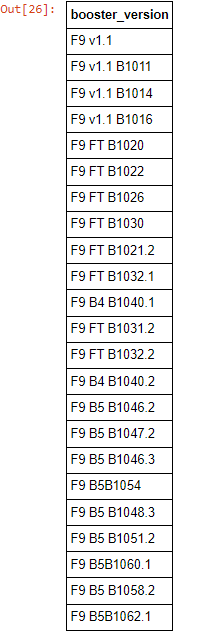 Out[26]:
booster_version
F9 v1.1
F9 v1.1 B1011
F9 v1.1 B1014
F9 v1.1 B1016
F9 FT B1020
F9 FT B1022
F9 FT B1026
F9 FT B1030
F9 FT B1021.2
F9 FT B1032.1
F9 B4 B1040.1
F9 FT B1031.2
F9 FT B1032.2
F9 B4 B1040.2
F9 B5 B1046.2
F9 B5 B1047.2
F9 B5 B1046.3
F9 B5B1054
F9 B5 B1048.3
F9 B5 B1051.2
F9 B5B1060.1
F9 B5 B1058.2
F9 B5B1062.1